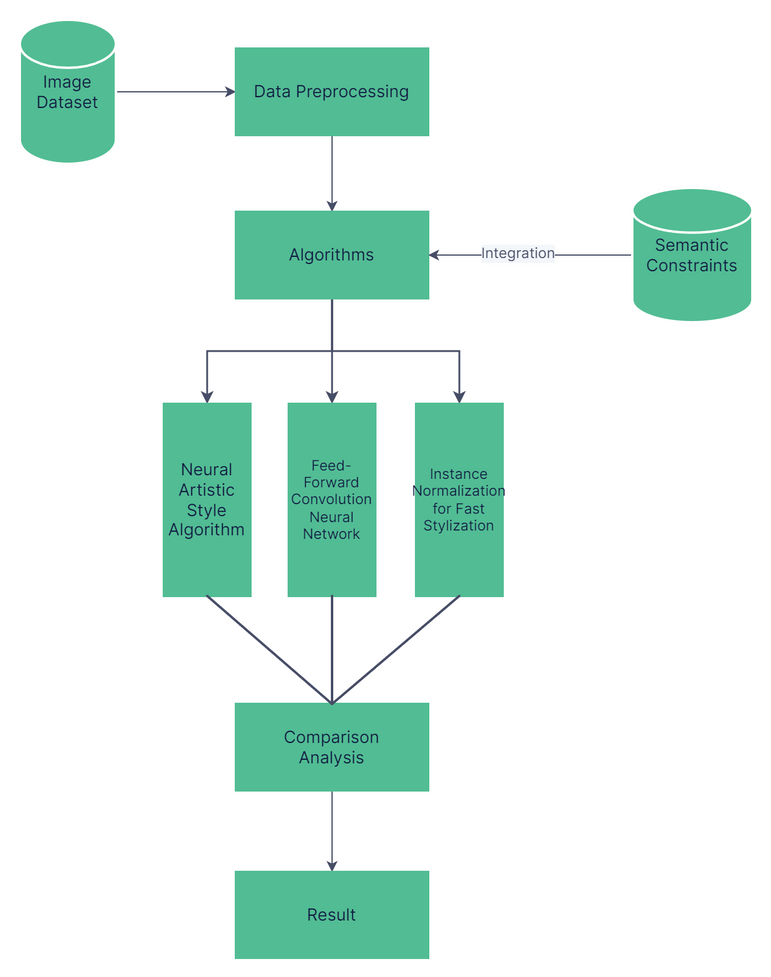 Image
Dataset
Data Preprocessing
Algorithms
Integration
Semantic
Constraints
Neural
Artistic
Style
Algorithm
Feed-
Forward
Convolution
Neural
Network
Instance
Normalization
for Fast
Stylization
Comparison
Analysis
Result